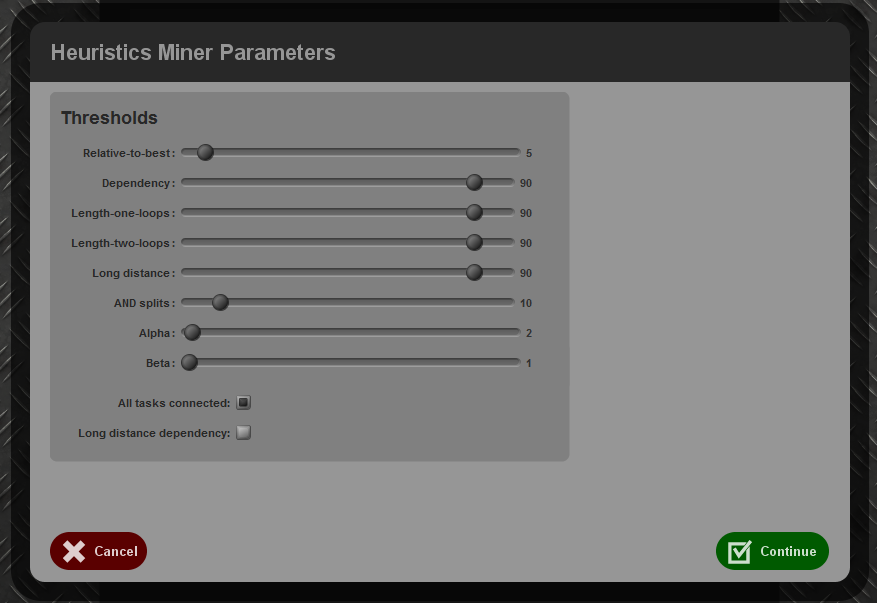 Heuristics Miner Parameters
Thresholds
Relative-to-best: 5
Dependency: 90
Length-one-loops: 90
Length-two-loops: 90
Long distance: 90
AND splits: 10
Alpha: 2
Beta: 1
All tasks connected:
Long distance dependency:
Cancel Continue